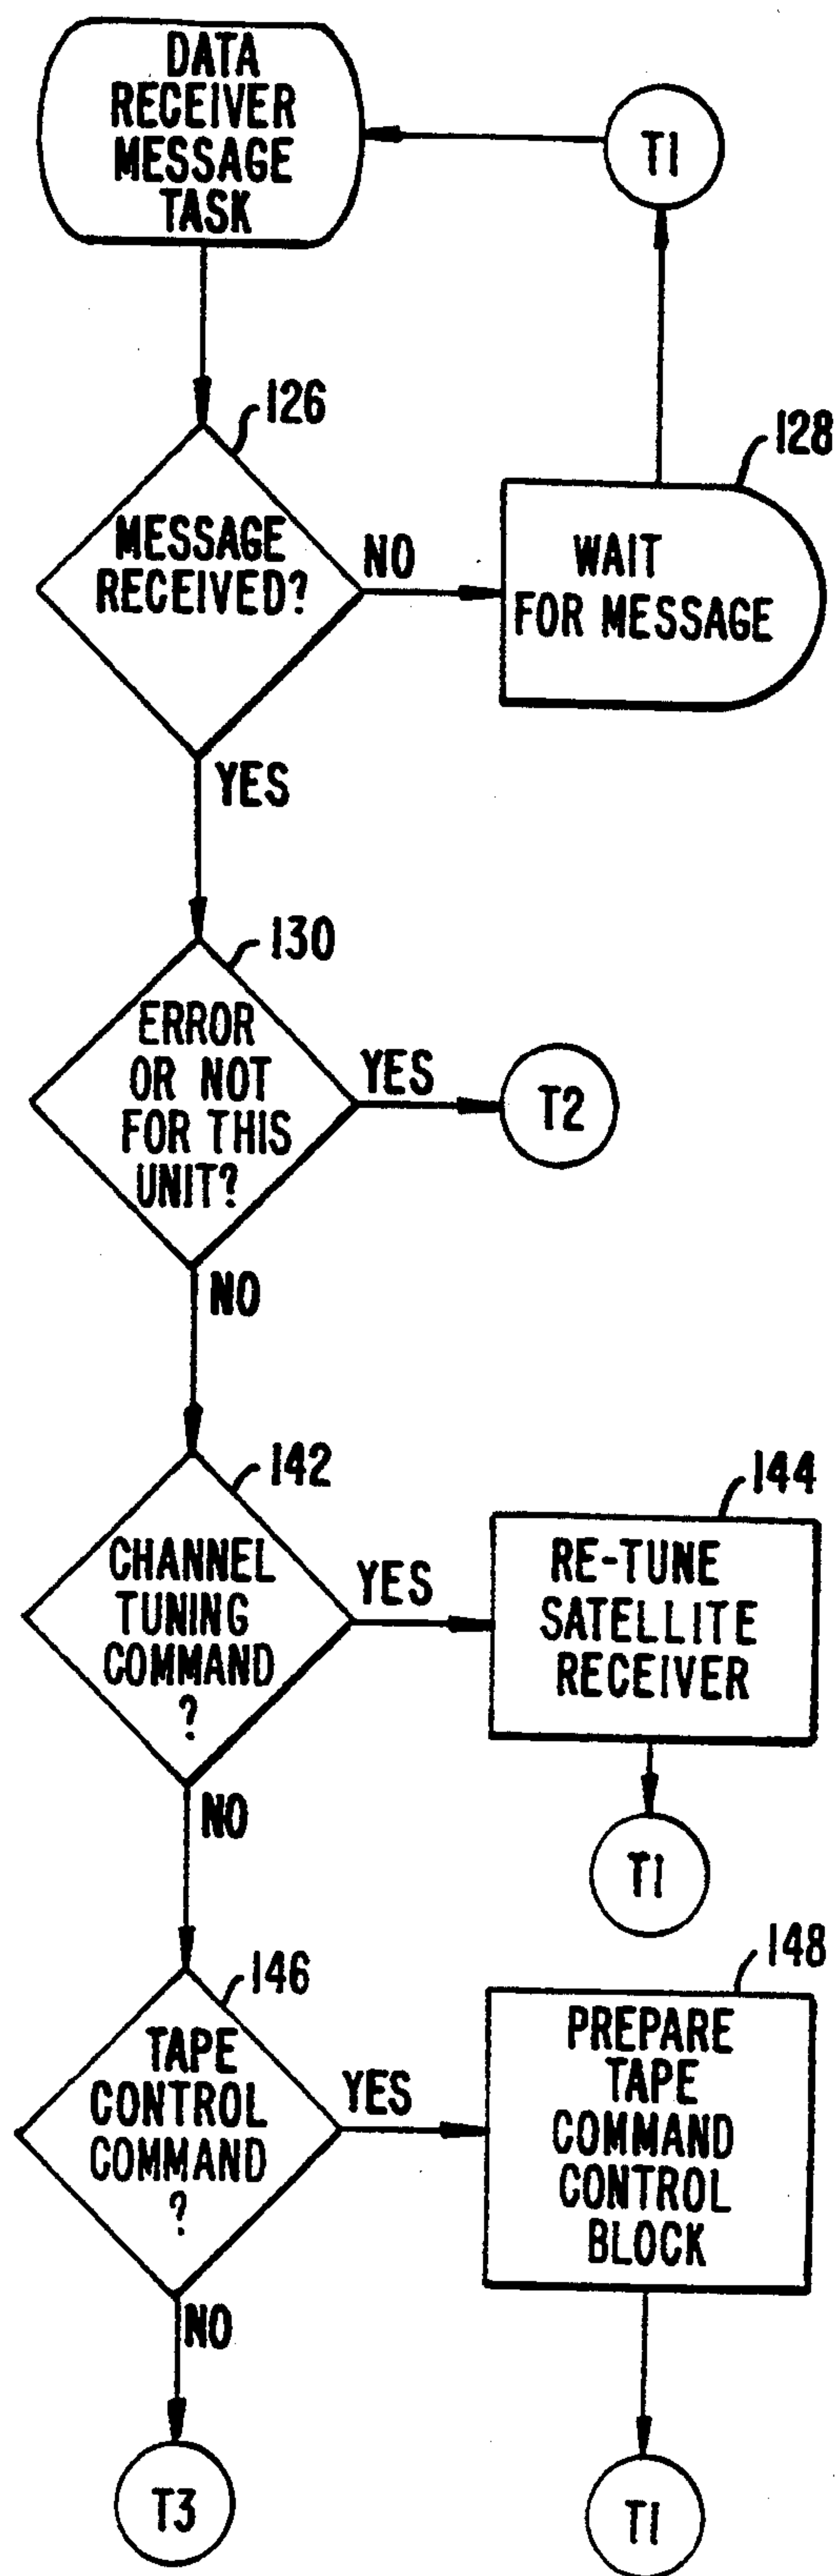 DATA
RECEIVER
MESSAGE
TASK
T1
126
MESSAGE
RECEIVED?
NO
128
WAIT
FOR MESSAGE
YES
130
ERROR
OR NOT
FOR THIS
UNIT?
YES
T2
NO
142
CHANNEL
TUNING
COMMAND
?
YES
144
RE-TUNE
SATELLITE
RECEIVER
T1
NO
146
TAPE
CONTROL
COMMAND
?
YES
148
PREPARE
TAPE
COMMAND
CONTROL
BLOCK
T1
NO
T3